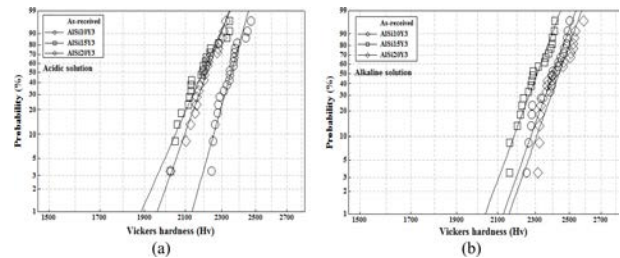 99
95
90
80
70
60
50
40
30
20
10
5
3
2
1
Probability (%)
As-received
AlSi10Y3
AlSi15Y3
AlSi20Y3
Acidic solution
1500 1700 1900 2100 2300 2500 2700
Vickers hardness (Hv)
(a)
99
95
90
80
70
60
50
40
30
20
10
5
3
2
1
Probability (%)
As-received
AlSi10Y3
AlSi15Y3
AlSi20Y3
Alkaline solution
1500 1700 1900 2100 2300 2500 2700
Vickers hardness (Hv)
(b)